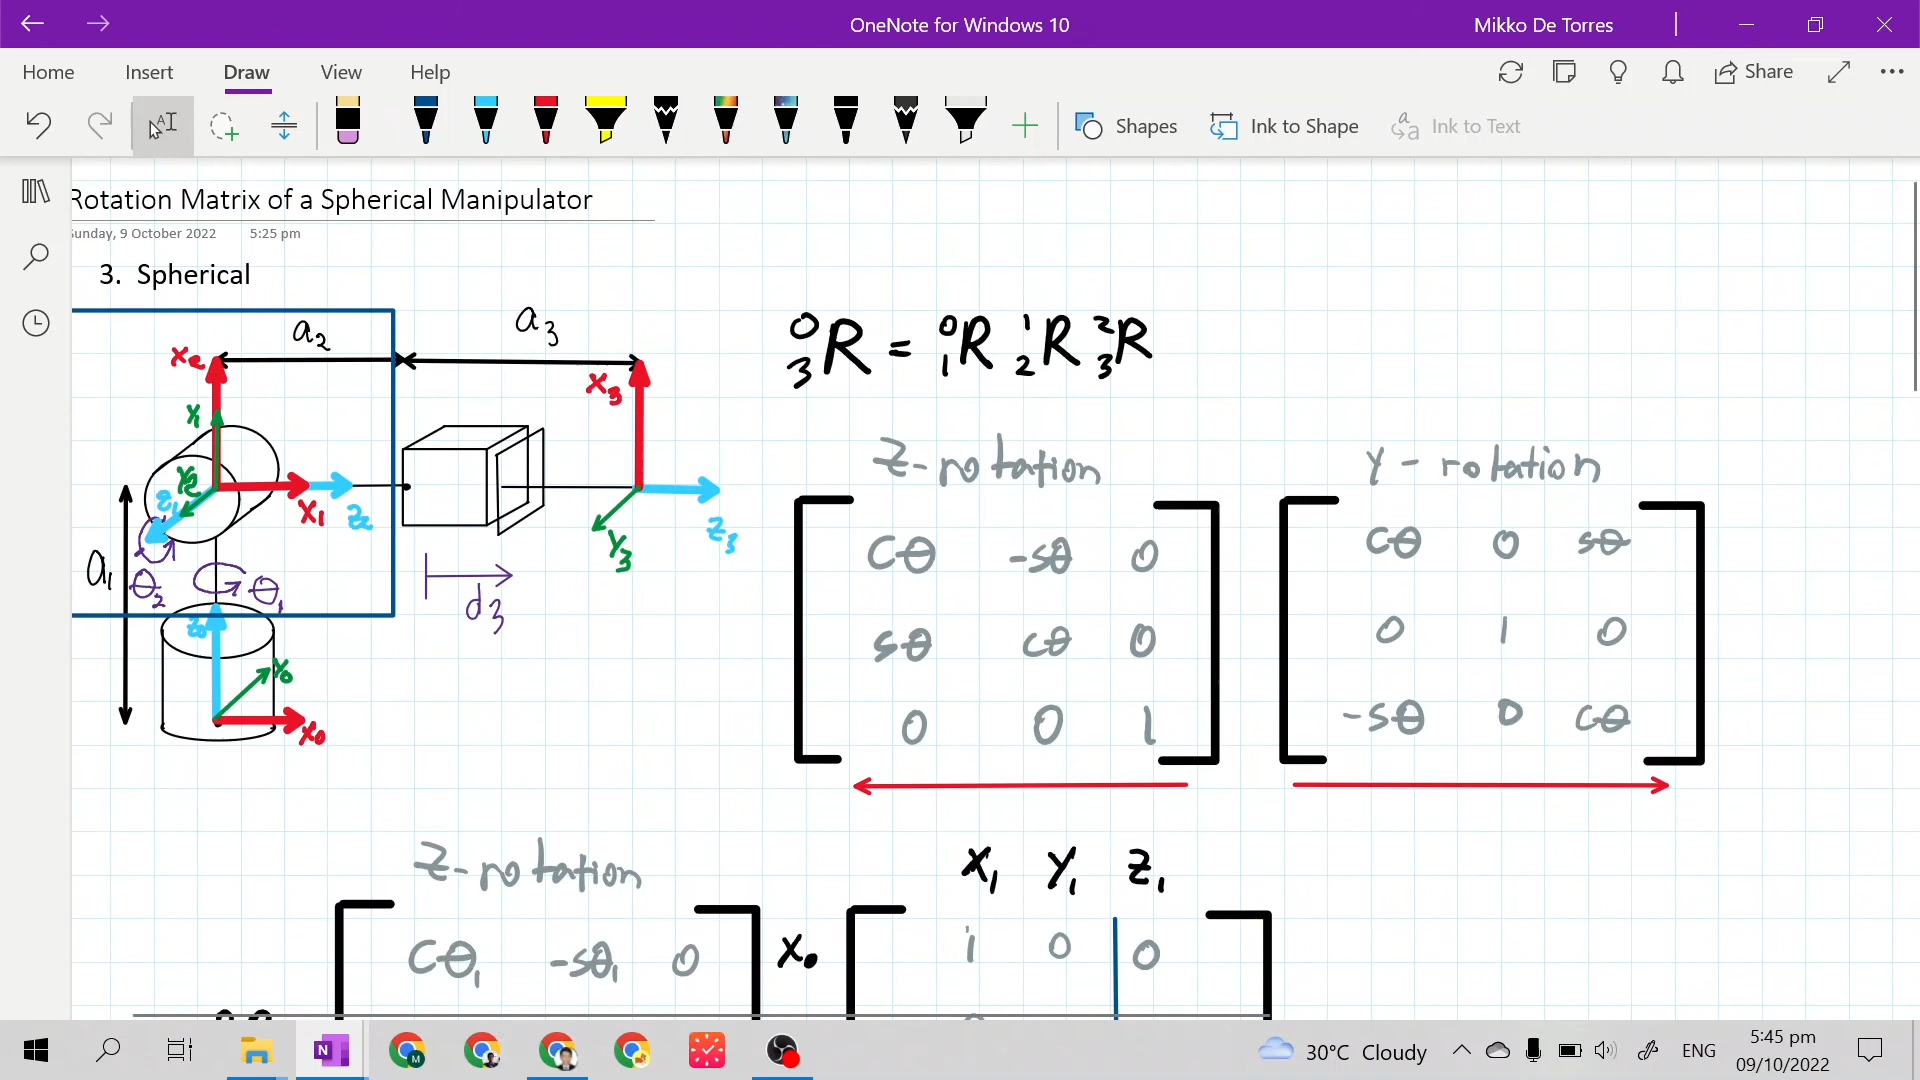 OneNote for Windows 10
Mikko De Torres
Home Insert Draw View Help
Share
Shapes Ink to Shape Ink to Text
Rotation Matrix of a Spherical Manipulator
Sunday, 9 October 2022 5:25 pm
3. Spherical
a₂ a₃
⁰₃R = ⁰₁R ¹₂R ²₃R
X₂ X₃
X₁ Z₂ Z₃
Y₂ Z₁ Y₃
a₁ θ₂ θ₁ d₃
Z₀ Y₀
X₀
Z-rotation
cθ -sθ 0
sθ cθ 0
0 0 1
Y-rotation
cθ 0 sθ
0 1 0
-sθ 0 cθ
Z-rotation
cθ₁ -sθ₁ 0
X₁ Y₁ Z₁
X₀ 1 0 0
30°C Cloudy
ENG
5:45 pm
09/10/2022